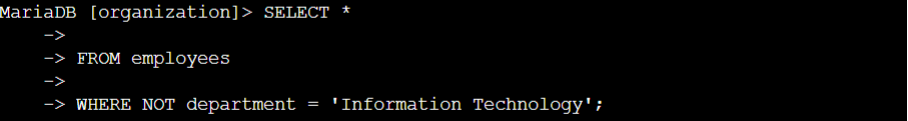 MariaDB [organization]> SELECT *
    ->
    -> FROM employees
    ->
    -> WHERE NOT department = 'Information Technology';